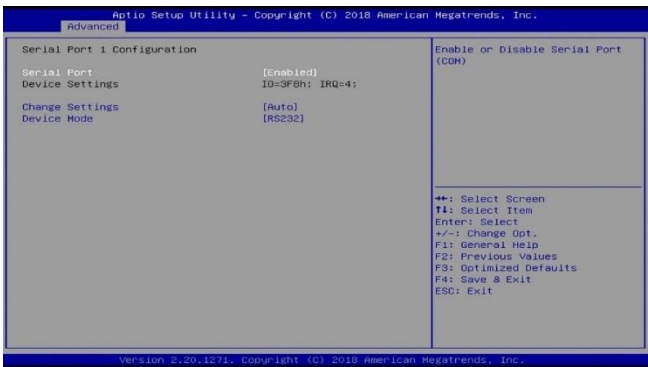 Aptio Setup Utility – Copyright (C) 2018 American Megatrends, Inc.
Advanced
Serial Port 1 Configuration
Serial Port [Enabled]
Device Settings IO=3F8h; IRQ=4;
Change Settings [Auto]
Device Mode [RS232]
Enable or Disable Serial Port
(COM)
→←: Select Screen
↑↓: Select Item
Enter: Select
+/-: Change Opt.
F1: General Help
F2: Previous Values
F3: Optimized Defaults
F4: Save & Exit
ESC: Exit
Version 2.20.1271. Copyright (C) 2018 American Megatrends, Inc.